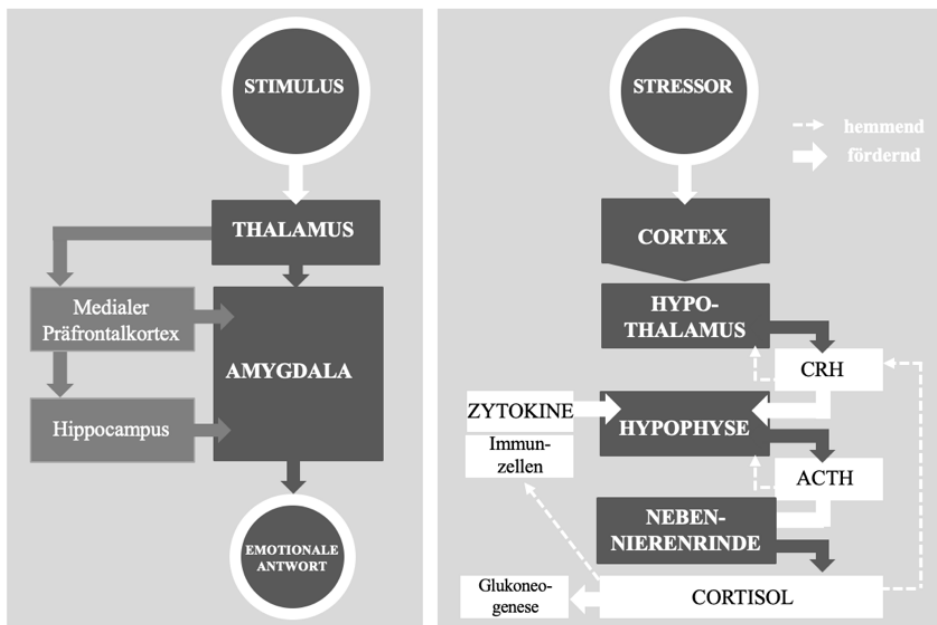 STIMULUS
THALAMUS
Medialer
Präfrontalkortex
AMYGDALA
Hippocampus
EMOTIONALE
ANTWORT
STRESSOR
hemmend
fördernd
CORTEX
HYPO-
THALAMUS
CRH
ZYTOKINE
HYPOPHYSE
Immun-
zellen
ACTH
NEBEN-
NIERENRINDE
Glukoneo-
genese
CORTISOL